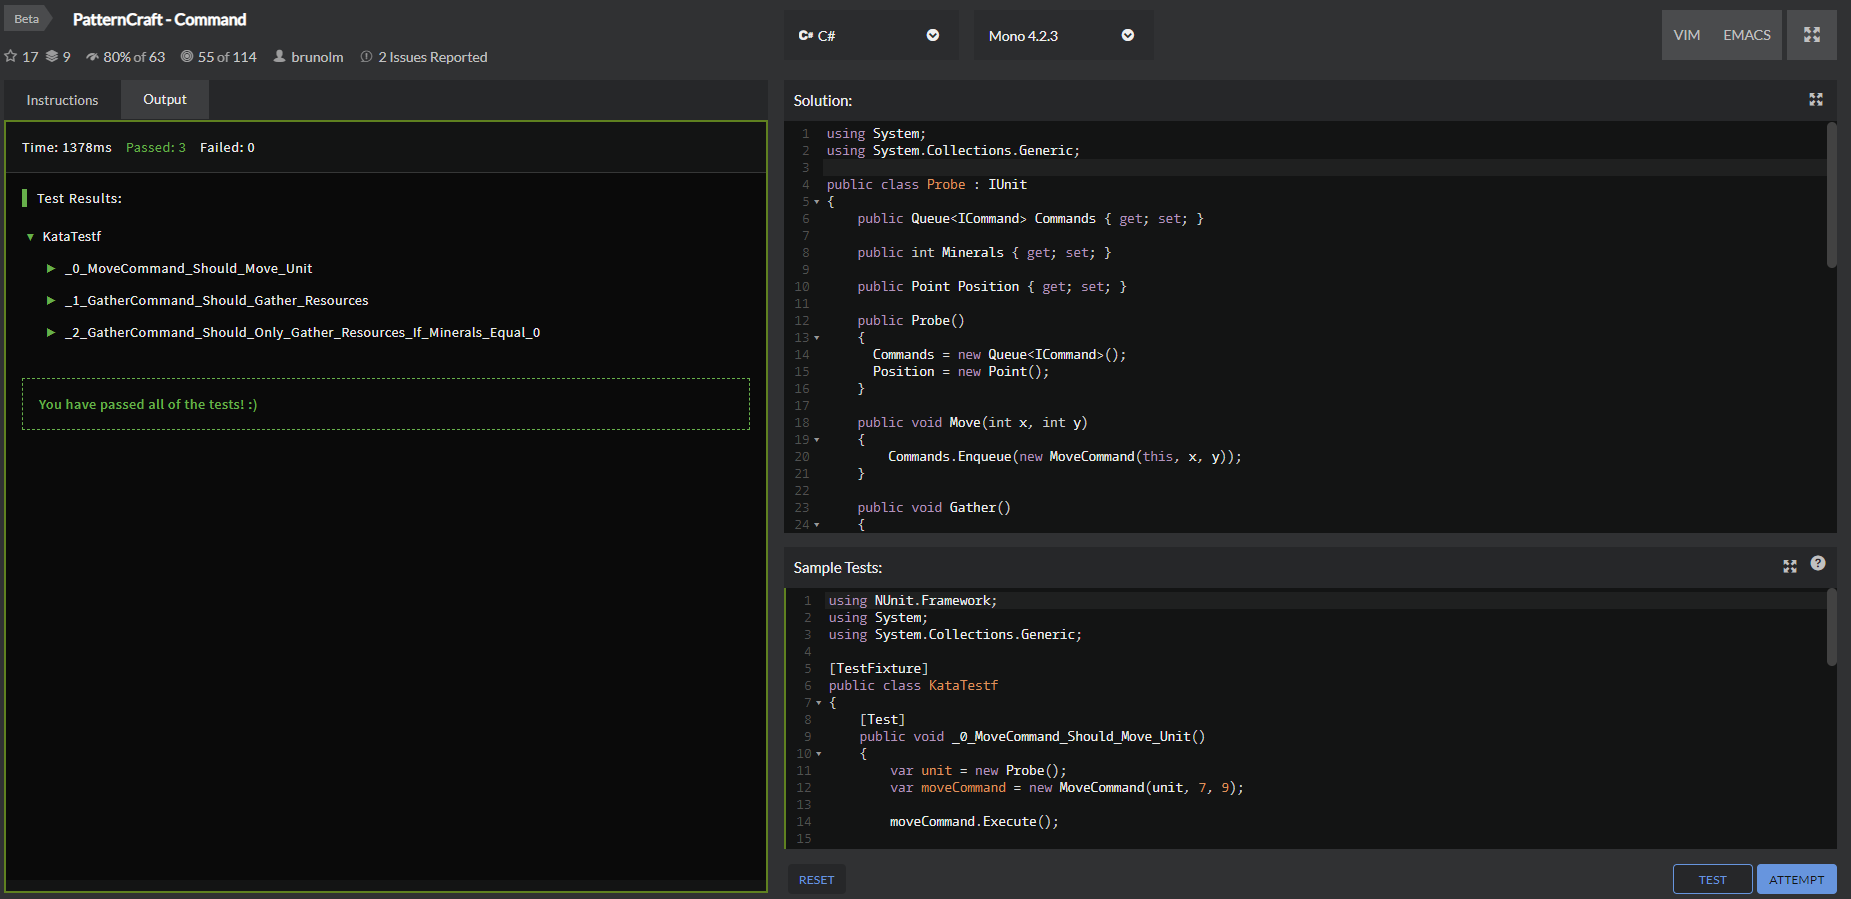 Beta PatternCraft - Command
17 9 80% of 63 55 of 114 brunolm 2 Issues Reported
C# C#
Mono 4.2.3
VIM EMACS
Instructions Output
Time: 1378ms Passed: 3 Failed: 0
Test Results:
KataTestf
_0_MoveCommand_Should_Move_Unit
_1_GatherCommand_Should_Gather_Resources
_2_GatherCommand_Should_Only_Gather_Resources_If_Minerals_Equal_0
You have passed all of the tests! :)
Solution:
1 using System;
2 using System.Collections.Generic;
3
4 public class Probe : IUnit
5 {
6 public Queue<ICommand> Commands { get; set; }
7
8 public int Minerals { get; set; }
9
10 public Point Position { get; set; }
11
12 public Probe()
13 {
14 Commands = new Queue<ICommand>();
15 Position = new Point();
16 }
17
18 public void Move(int x, int y)
19 {
20 Commands.Enqueue(new MoveCommand(this, x, y));
21 }
22
23 public void Gather()
24 {
Sample Tests:
?
1 using NUnit.Framework;
2 using System;
3 using System.Collections.Generic;
4
5 [TestFixture]
6 public class KataTestf
7 {
8 [Test]
9 public void _0_MoveCommand_Should_Move_Unit()
10 {
11 var unit = new Probe();
12 var moveCommand = new MoveCommand(unit, 7, 9);
13
14 moveCommand.Execute();
15
RESET
TEST ATTEMPT